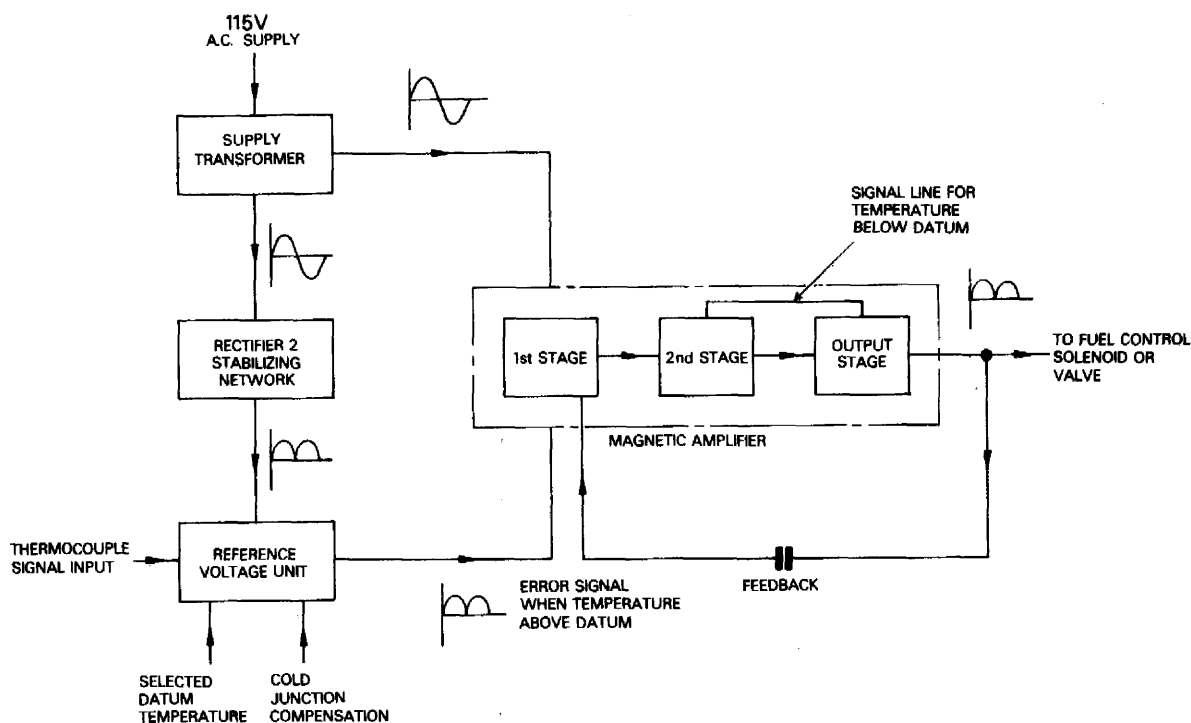 115V
A.C. SUPPLY
SUPPLY
TRANSFORMER
SIGNAL LINE FOR
TEMPERATURE
BELOW DATUM
RECTIFIER 2
STABILIZING
NETWORK
1st STAGE
2nd STAGE
OUTPUT
STAGE
TO FUEL CONTROL
SOLENOID OR
VALVE
MAGNETIC AMPLIFIER
THERMOCOUPLE
SIGNAL INPUT
REFERENCE
VOLTAGE UNIT
ERROR SIGNAL
WHEN TEMPERATURE
ABOVE DATUM
FEEDBACK
SELECTED
DATUM
TEMPERATURE
COLD
JUNCTION
COMPENSATION